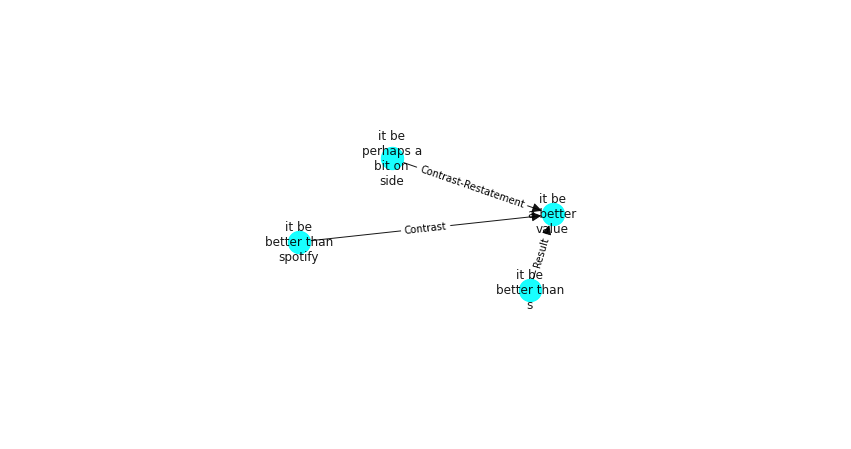 it be
perhaps a
bit on
side
Contrast-Restatement
it be
a better
value
it be
better than
spotify
Contrast
Result
it be
better than
s